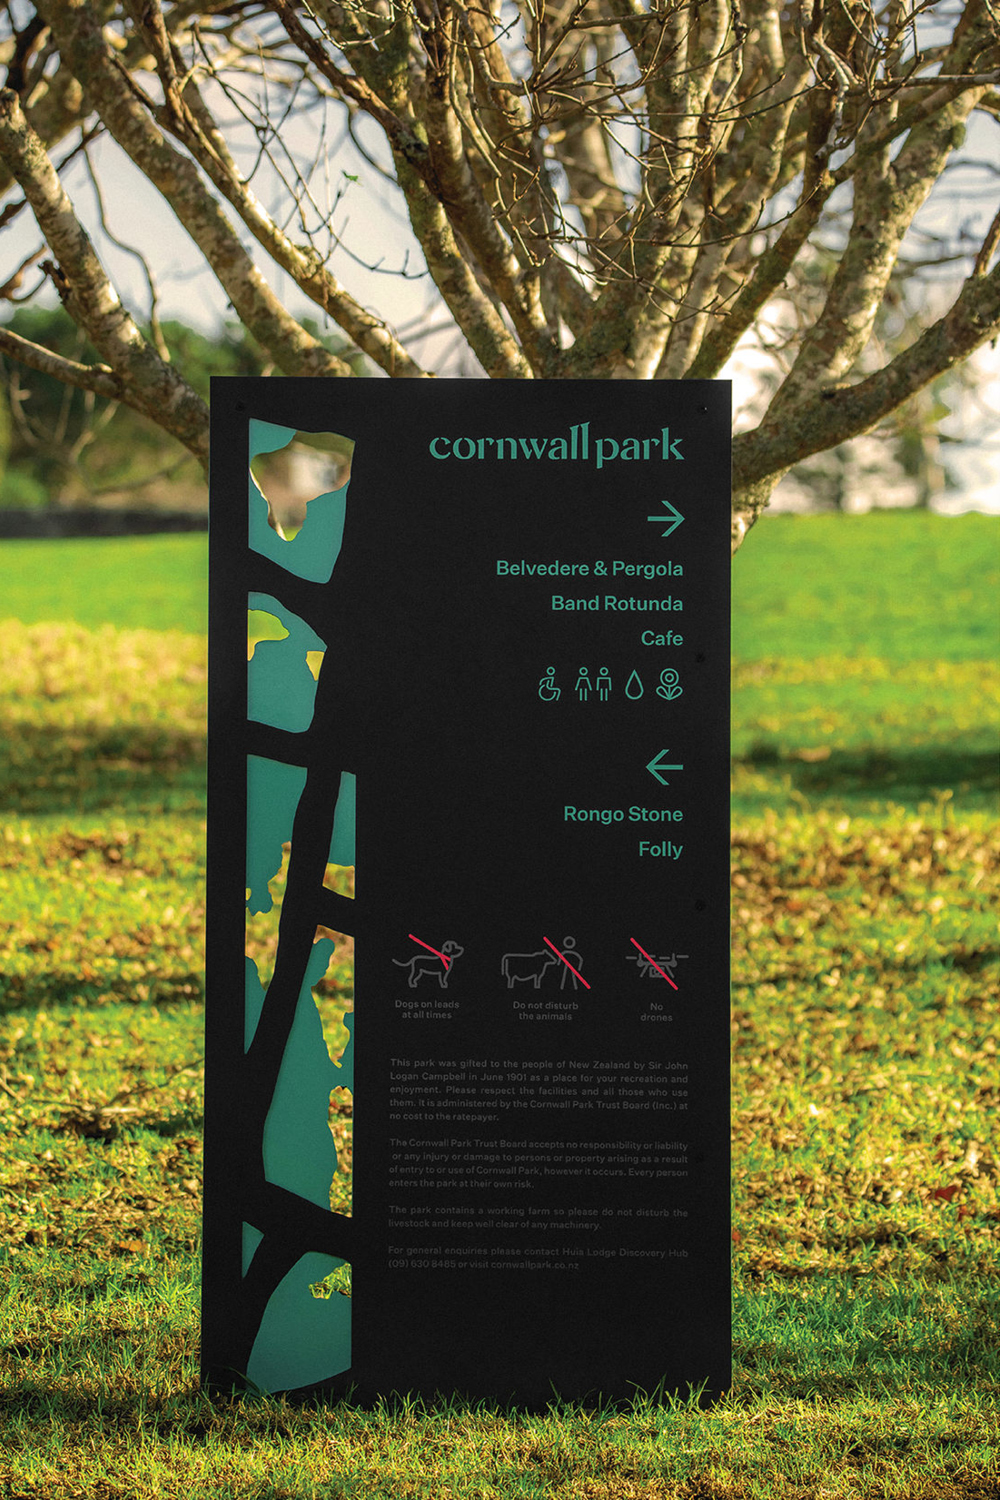 cornwall park
Belvedere & Pergola
Band Rotunda
Cafe
Rongo Stone
Folly
Dogs on leads
at all times
Do not disturb
the animals
No
drones
This park was gifted to the people of New Zealand by Sir John
Logan Campbell in June 1901 as a place for your recreation and
enjoyment. Please respect the facilities and all those who use
them. It is administered by the Cornwall Park Trust Board (Inc.) at
no cost to the ratepayer.
The Cornwall Park Trust Board accepts no responsibility or liability
or any injury or damage to persons or property arising as a result
of entry to or use of Cornwall Park, however it occurs. Every person
enters the park at their own risk.
The park contains a working farm so please do not disturb the
livestock and keep well clear of any machinery.
For general enquiries please contact Huia Lodge Discovery Hub
(09) 630 8485 or visit cornwallpark.co.nz